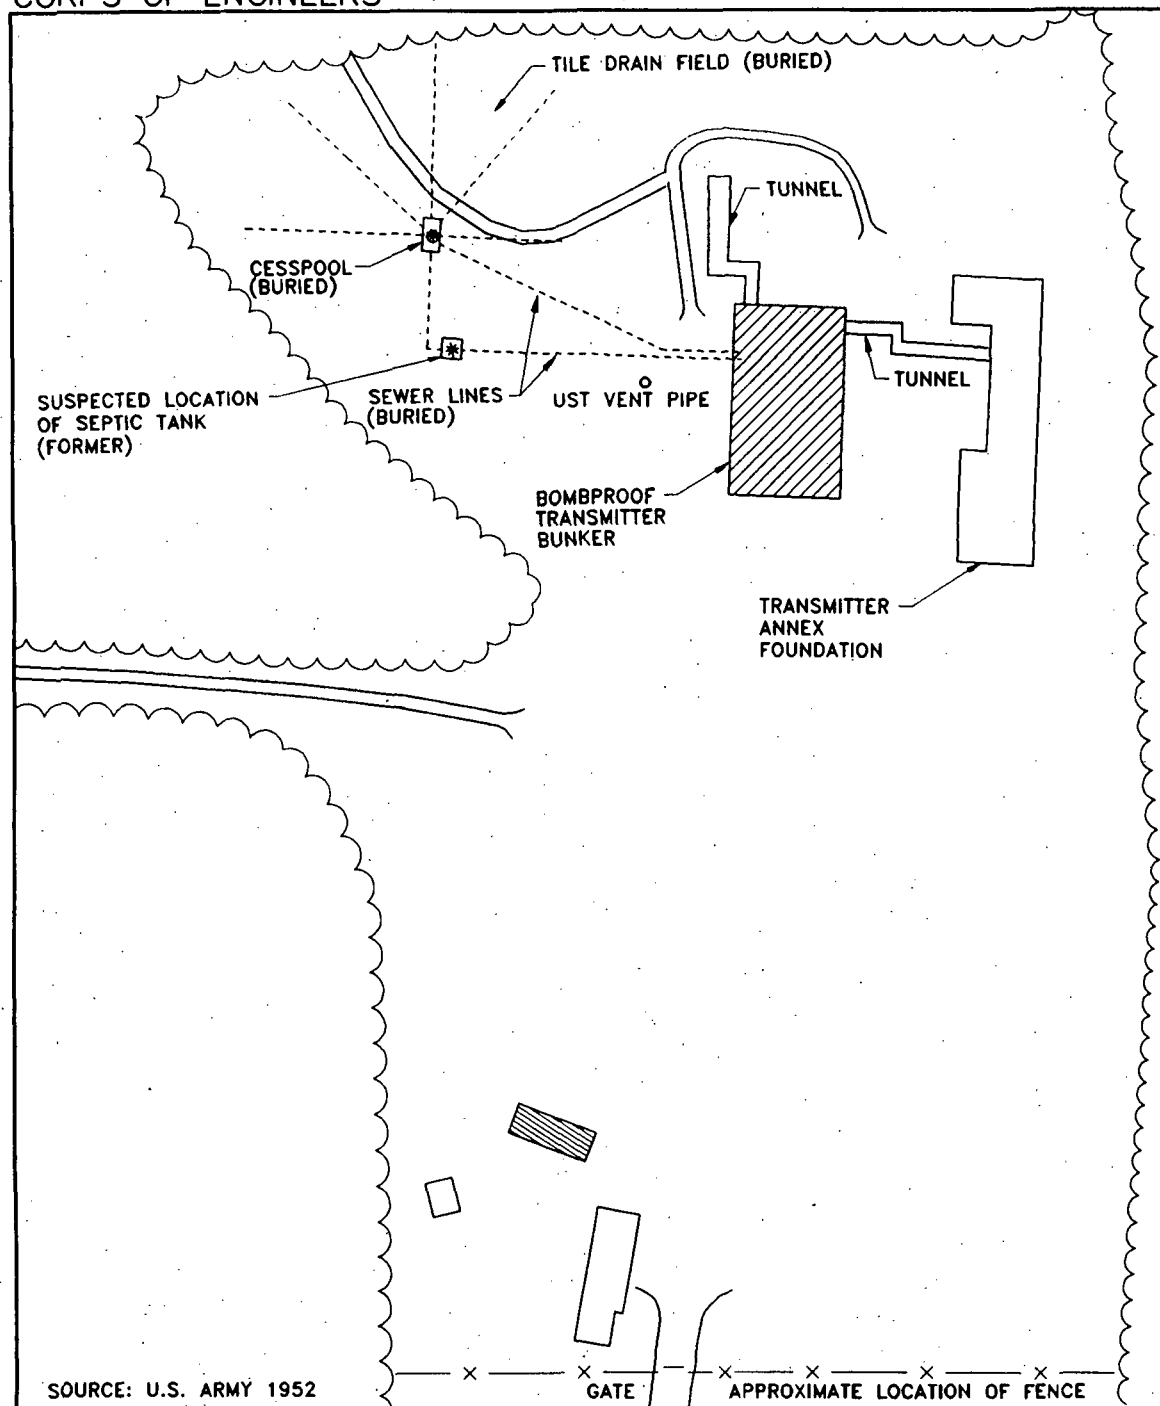 CORPS OF ENGINEERS
TILE DRAIN FIELD (BURIED)
TUNNEL
CESSPOOL
(BURIED)
TUNNEL
SUSPECTED LOCATION
OF SEPTIC TANK
(FORMER)
SEWER LINES
(BURIED)
UST VENT PIPE
BOMBPROOF
TRANSMITTER
BUNKER
TRANSMITTER
ANNEX
FOUNDATION
SOURCE: U.S. ARMY 1952
GATE
APPROXIMATE LOCATION OF FENCE